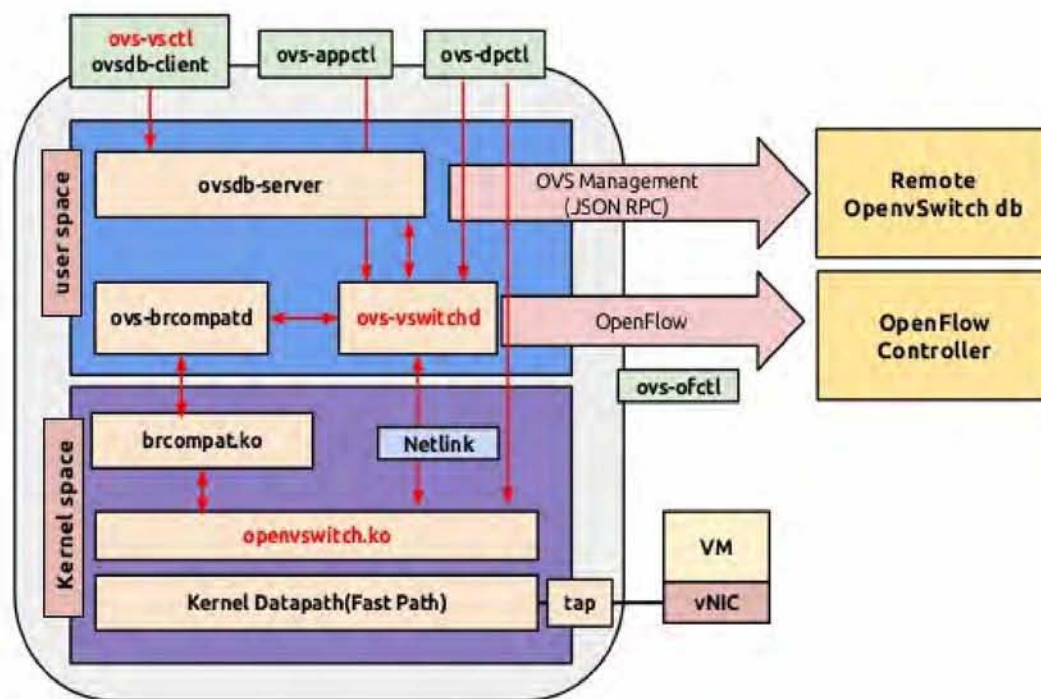 ovs-vsctl
ovsdb-client
ovs-appctl
ovs-dpctl
user space
ovsdb-server
OVS Management
(JSON RPC)
Remote
OpenvSwitch db
ovs-brcompatd
ovs-vswitchd
OpenFlow
OpenFlow
Controller
ovs-ofctl
Kernel space
brcompat.ko
Netlink
openvswitch.ko
Kernel Datapath(Fast Path)
tap
VM
vNIC